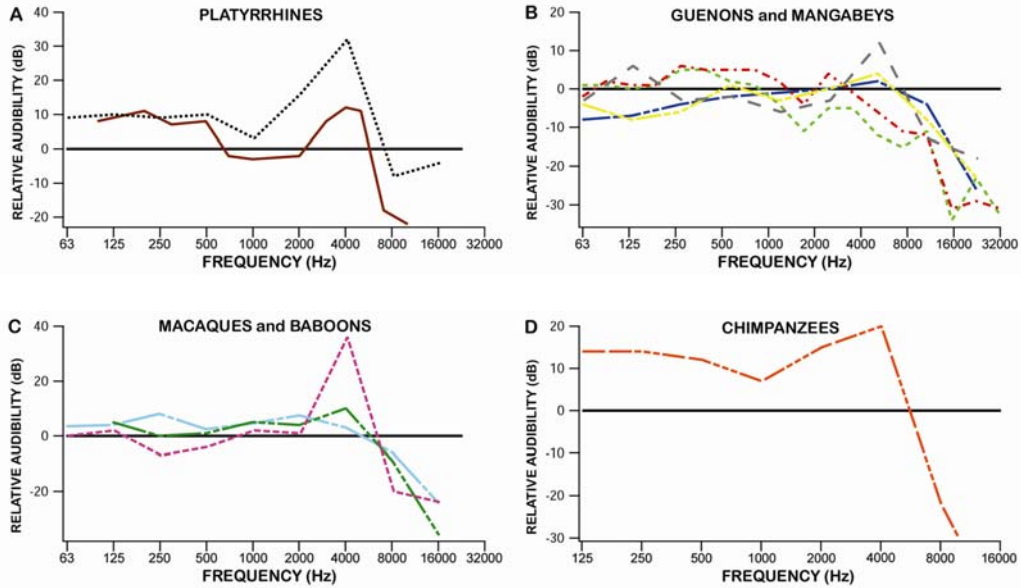 A
PLATYRRHINES
RELATIVE AUDIBILITY (dB)
40
30
20
10
0
-10
-20
63 125 250 500 1000 2000 4000 8000 16000 32000
FREQUENCY (Hz)
B
GUENONS and MANGABEYS
RELATIVE AUDIBILITY (dB)
20
10
0
-10
-20
-30
63 125 250 500 1000 2000 4000 8000 16000 32000
FREQUENCY (Hz)
C
MACAQUES and BABOONS
RELATIVE AUDIBILITY (dB)
40
20
0
-20
63 125 250 500 1000 2000 4000 8000 16000 32000
FREQUENCY (Hz)
D
CHIMPANZEES
RELATIVE AUDIBILITY (dB)
20
10
0
-10
-20
-30
125 250 500 1000 2000 4000 8000 16000
FREQUENCY (Hz)